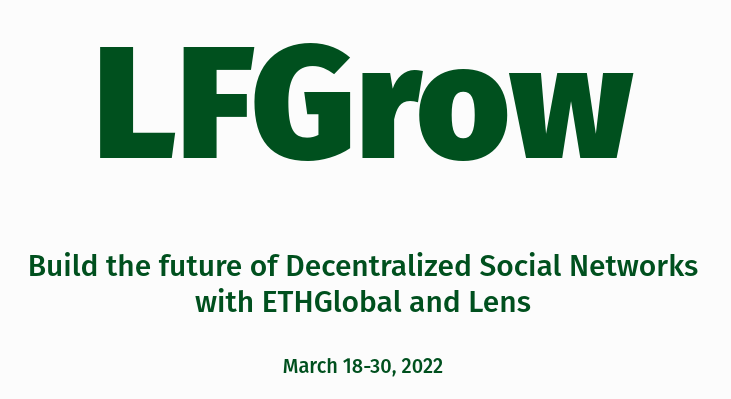 LFGrow
Build the future of Decentralized Social Networks
with ETHGlobal and Lens
March 18-30, 2022